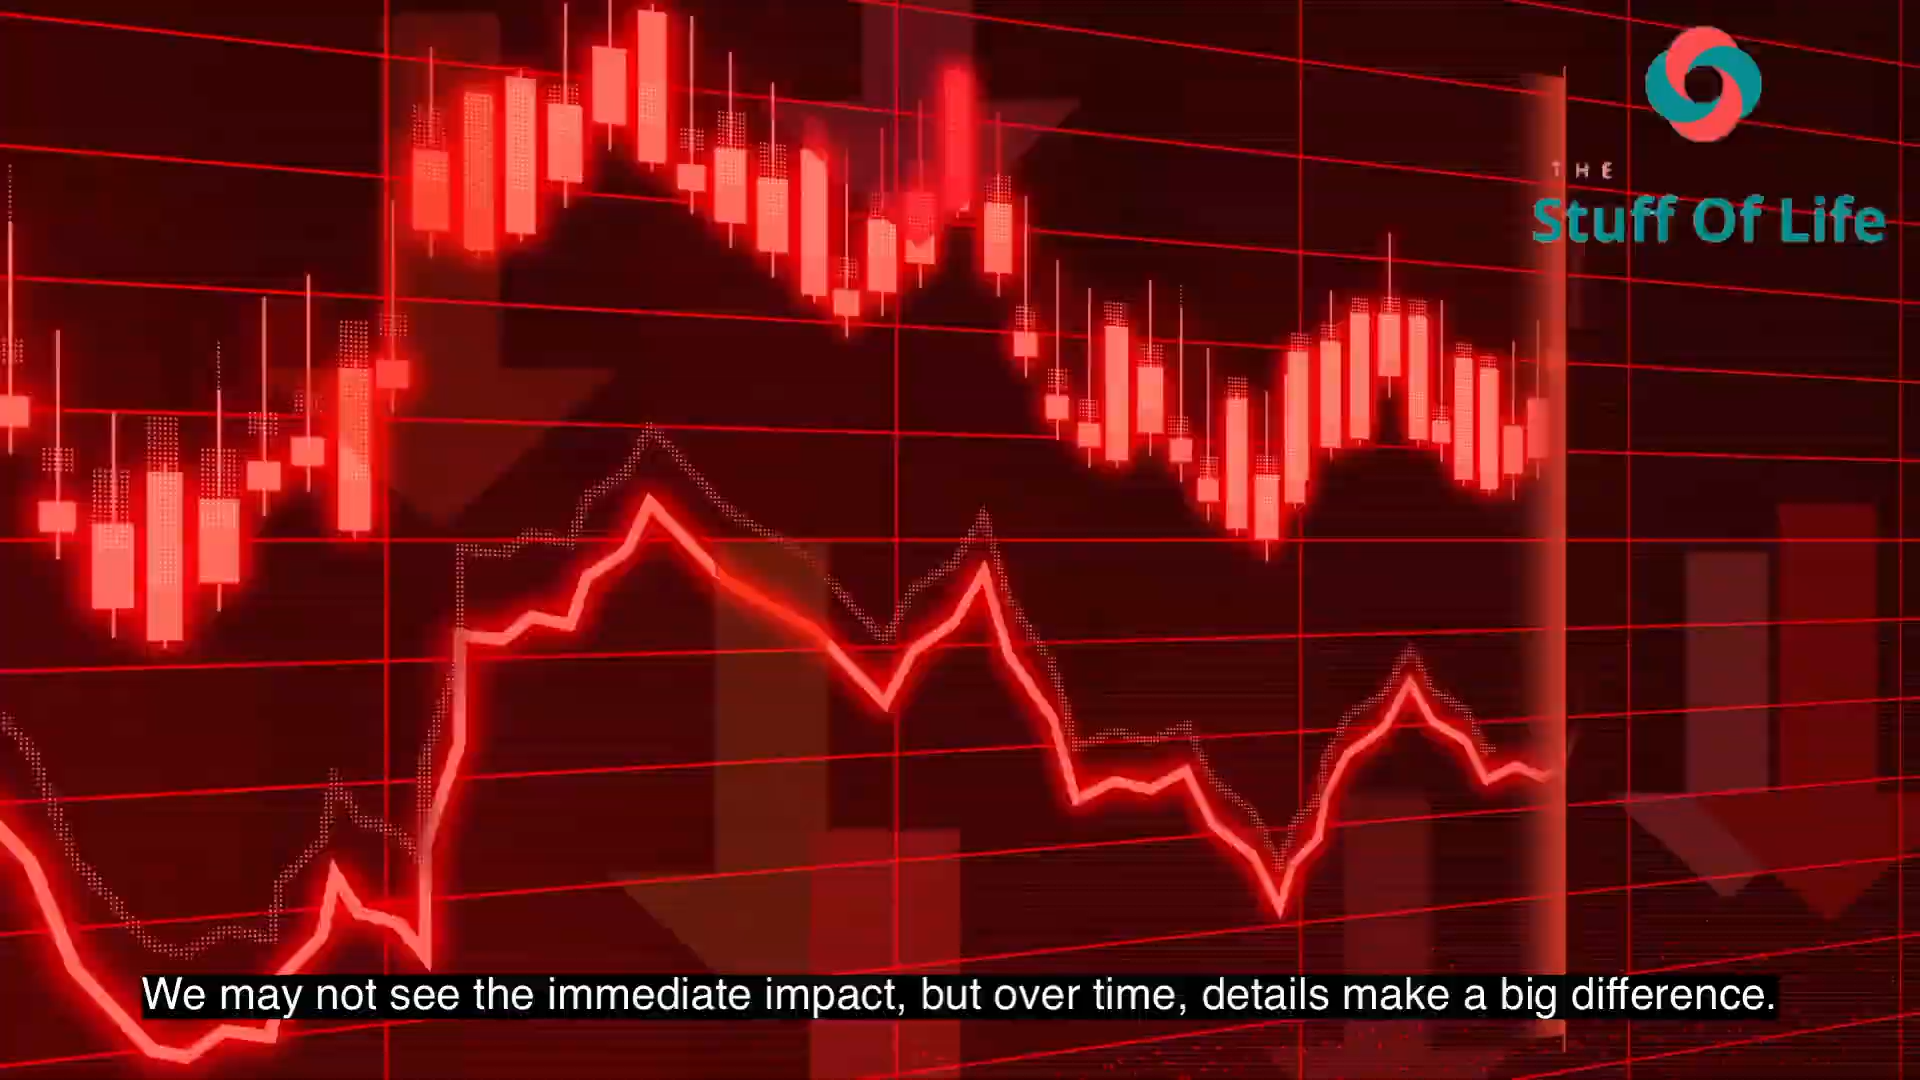 THE
Stuff Of Life
We may not see the immediate impact, but over time, details make a big difference.